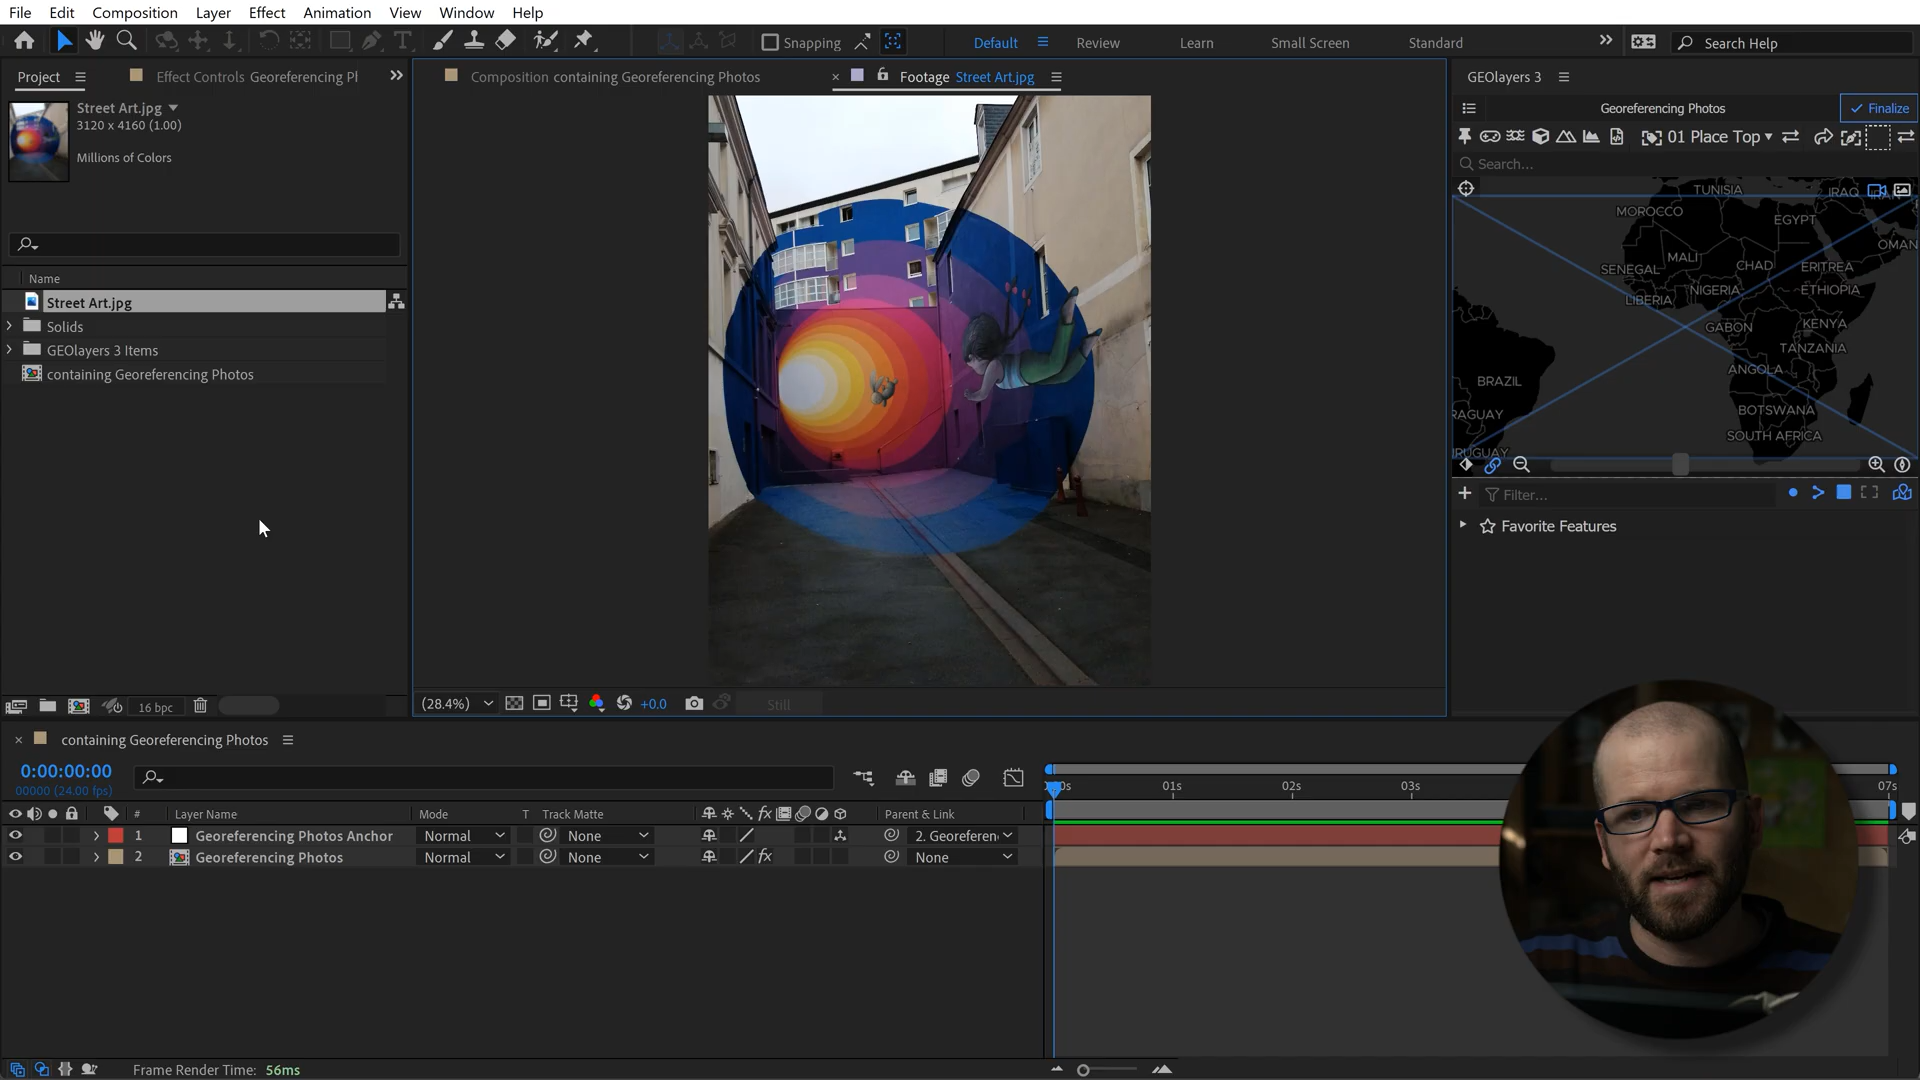 File Edit Composition Layer Effect Animation View Window Help
Snapping Default Review Learn Small Screen Standard Search Help
Project Effect Controls Georeferencing Pl
Composition containing Georeferencing Photos Footage Street Art.jpg
GEOlayers 3
Street Art.jpg
3120 x 4160 (1.00)
Millions of Colors
Georeferencing Photos Finalize
01 Place Top
Search...
TUNISIA IRAQ
MOROCCO EGYPT
OMAN
MALI CHAD ERITREA
SENEGAL
NIGERIA ETHIOPIA
LIBERIA
GABON KENYA
TANZANIA
ANGOLA
BRAZIL
BOTSWANA
RAGUAY
SOUTH AFRICA
URUGUAY
Filter...
Favorite Features
Name
Street Art.jpg
Solids
GEOlayers 3 Items
containing Georeferencing Photos
16 bpc
(28.4%) +0.0 Still
containing Georeferencing Photos
0:00:00:00
00000 (24.00 fps)
01s 02s 03s 07s
# Layer Name Mode T Track Matte fx Parent & Link
1 Georeferencing Photos Anchor Normal None 2. Georeferen
2 Georeferencing Photos Normal None fx None
Frame Render Time: 56ms